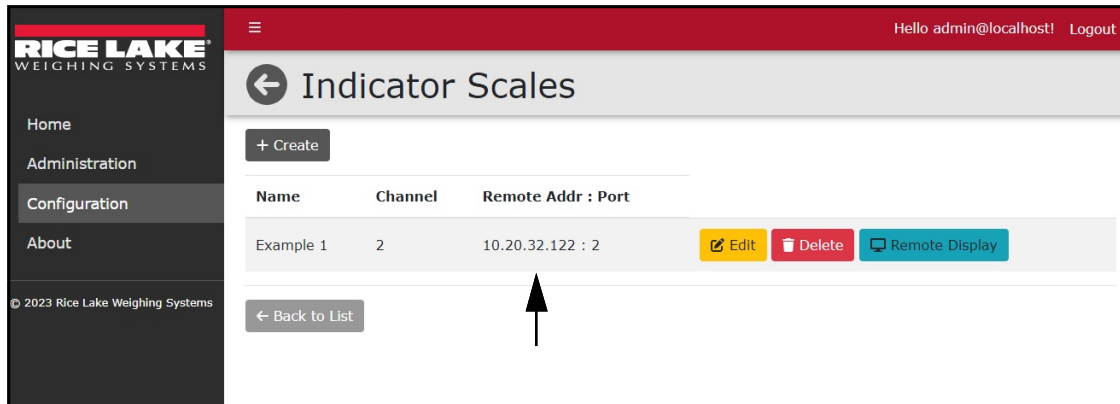 RICE LAKE®
WEIGHING SYSTEMS
Home
Administration
Configuration
About
© 2023 Rice Lake Weighing Systems
Hello admin@localhost! Logout
Indicator Scales
+ Create
Name Channel Remote Addr : Port
Example 1 2 10.20.32.122 : 2 Edit Delete Remote Display
← Back to List